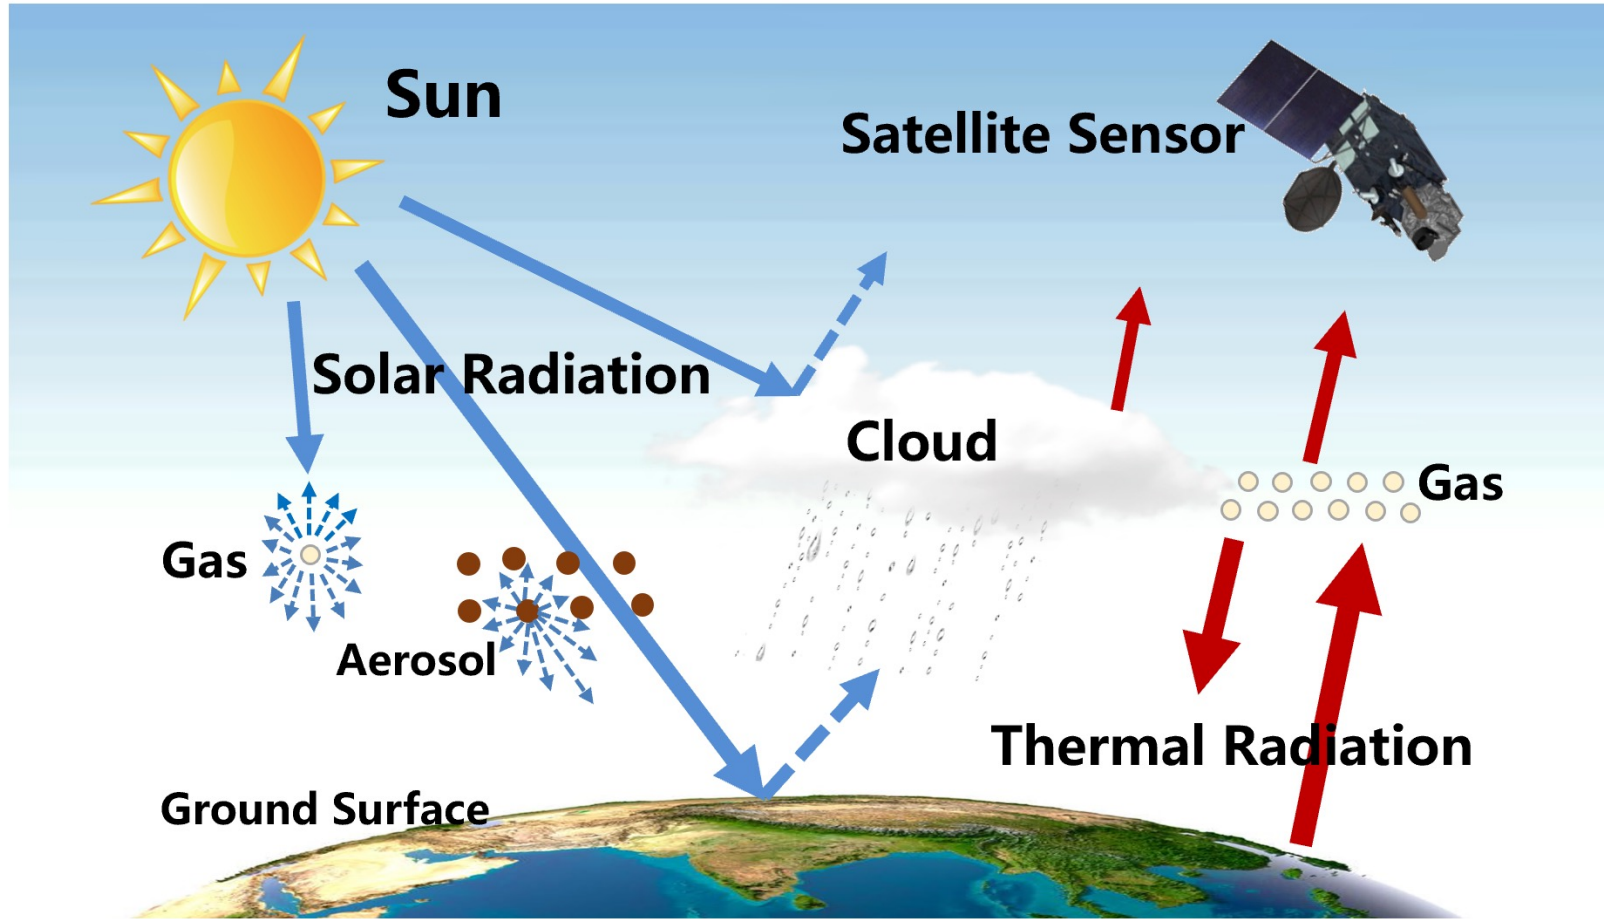 Sun
Satellite Sensor
Solar Radiation
Cloud
Gas
Gas
Aerosol
Thermal Radiation
Ground Surface